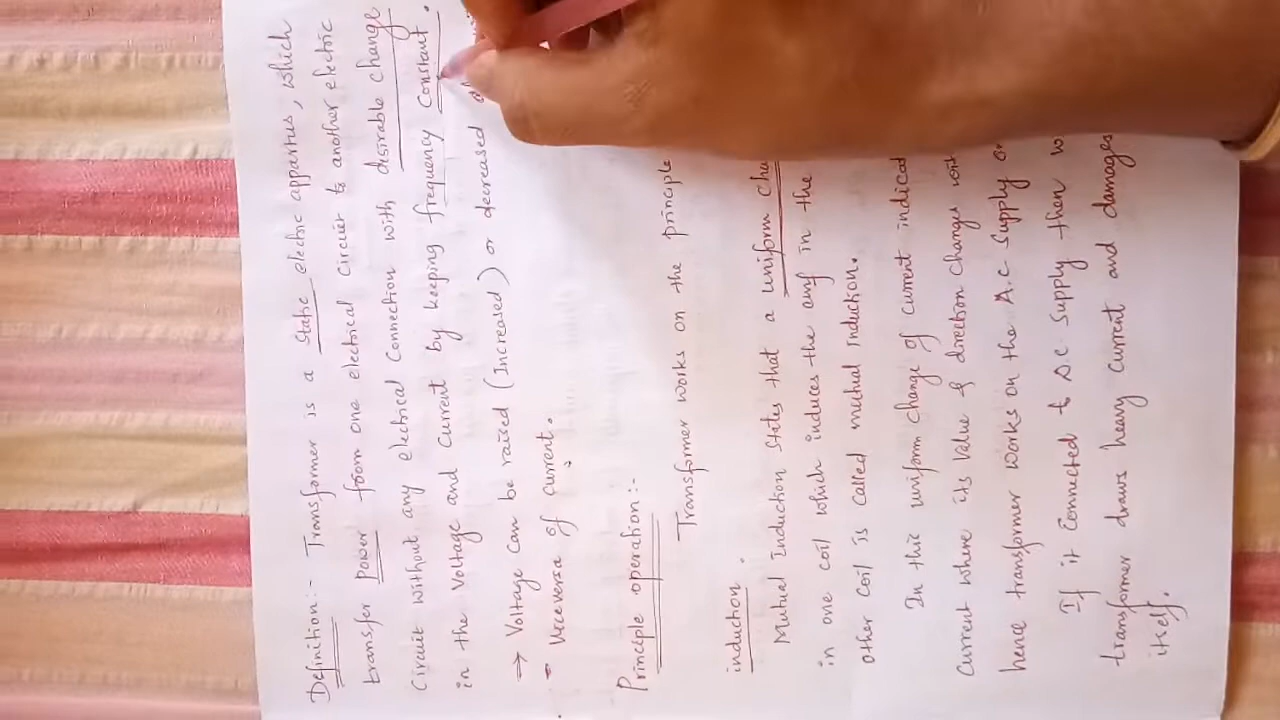 Definition:- Transformer is a static electric appartus, which
transfer power from one electrical circuit to another electric
Circuit without any electrical Connection with desirable change
in the Voltage and Current by keeping frequency Constant.
→ Voltage can be raised (Increased) or decreased
- Viceversa of current.
Principle operation:-
Transformer works on the principle
induction.
Mutual Induction States that a uniform cha
in one coil which induces the emf in the
other coil is called mutual induction.
In this uniform change of current indicat
current where its value & direction changes with
hence transformer works on the A.C Supply on
If it Connected to D.C Supply then w
transformer draws heavy current and damages
itself.